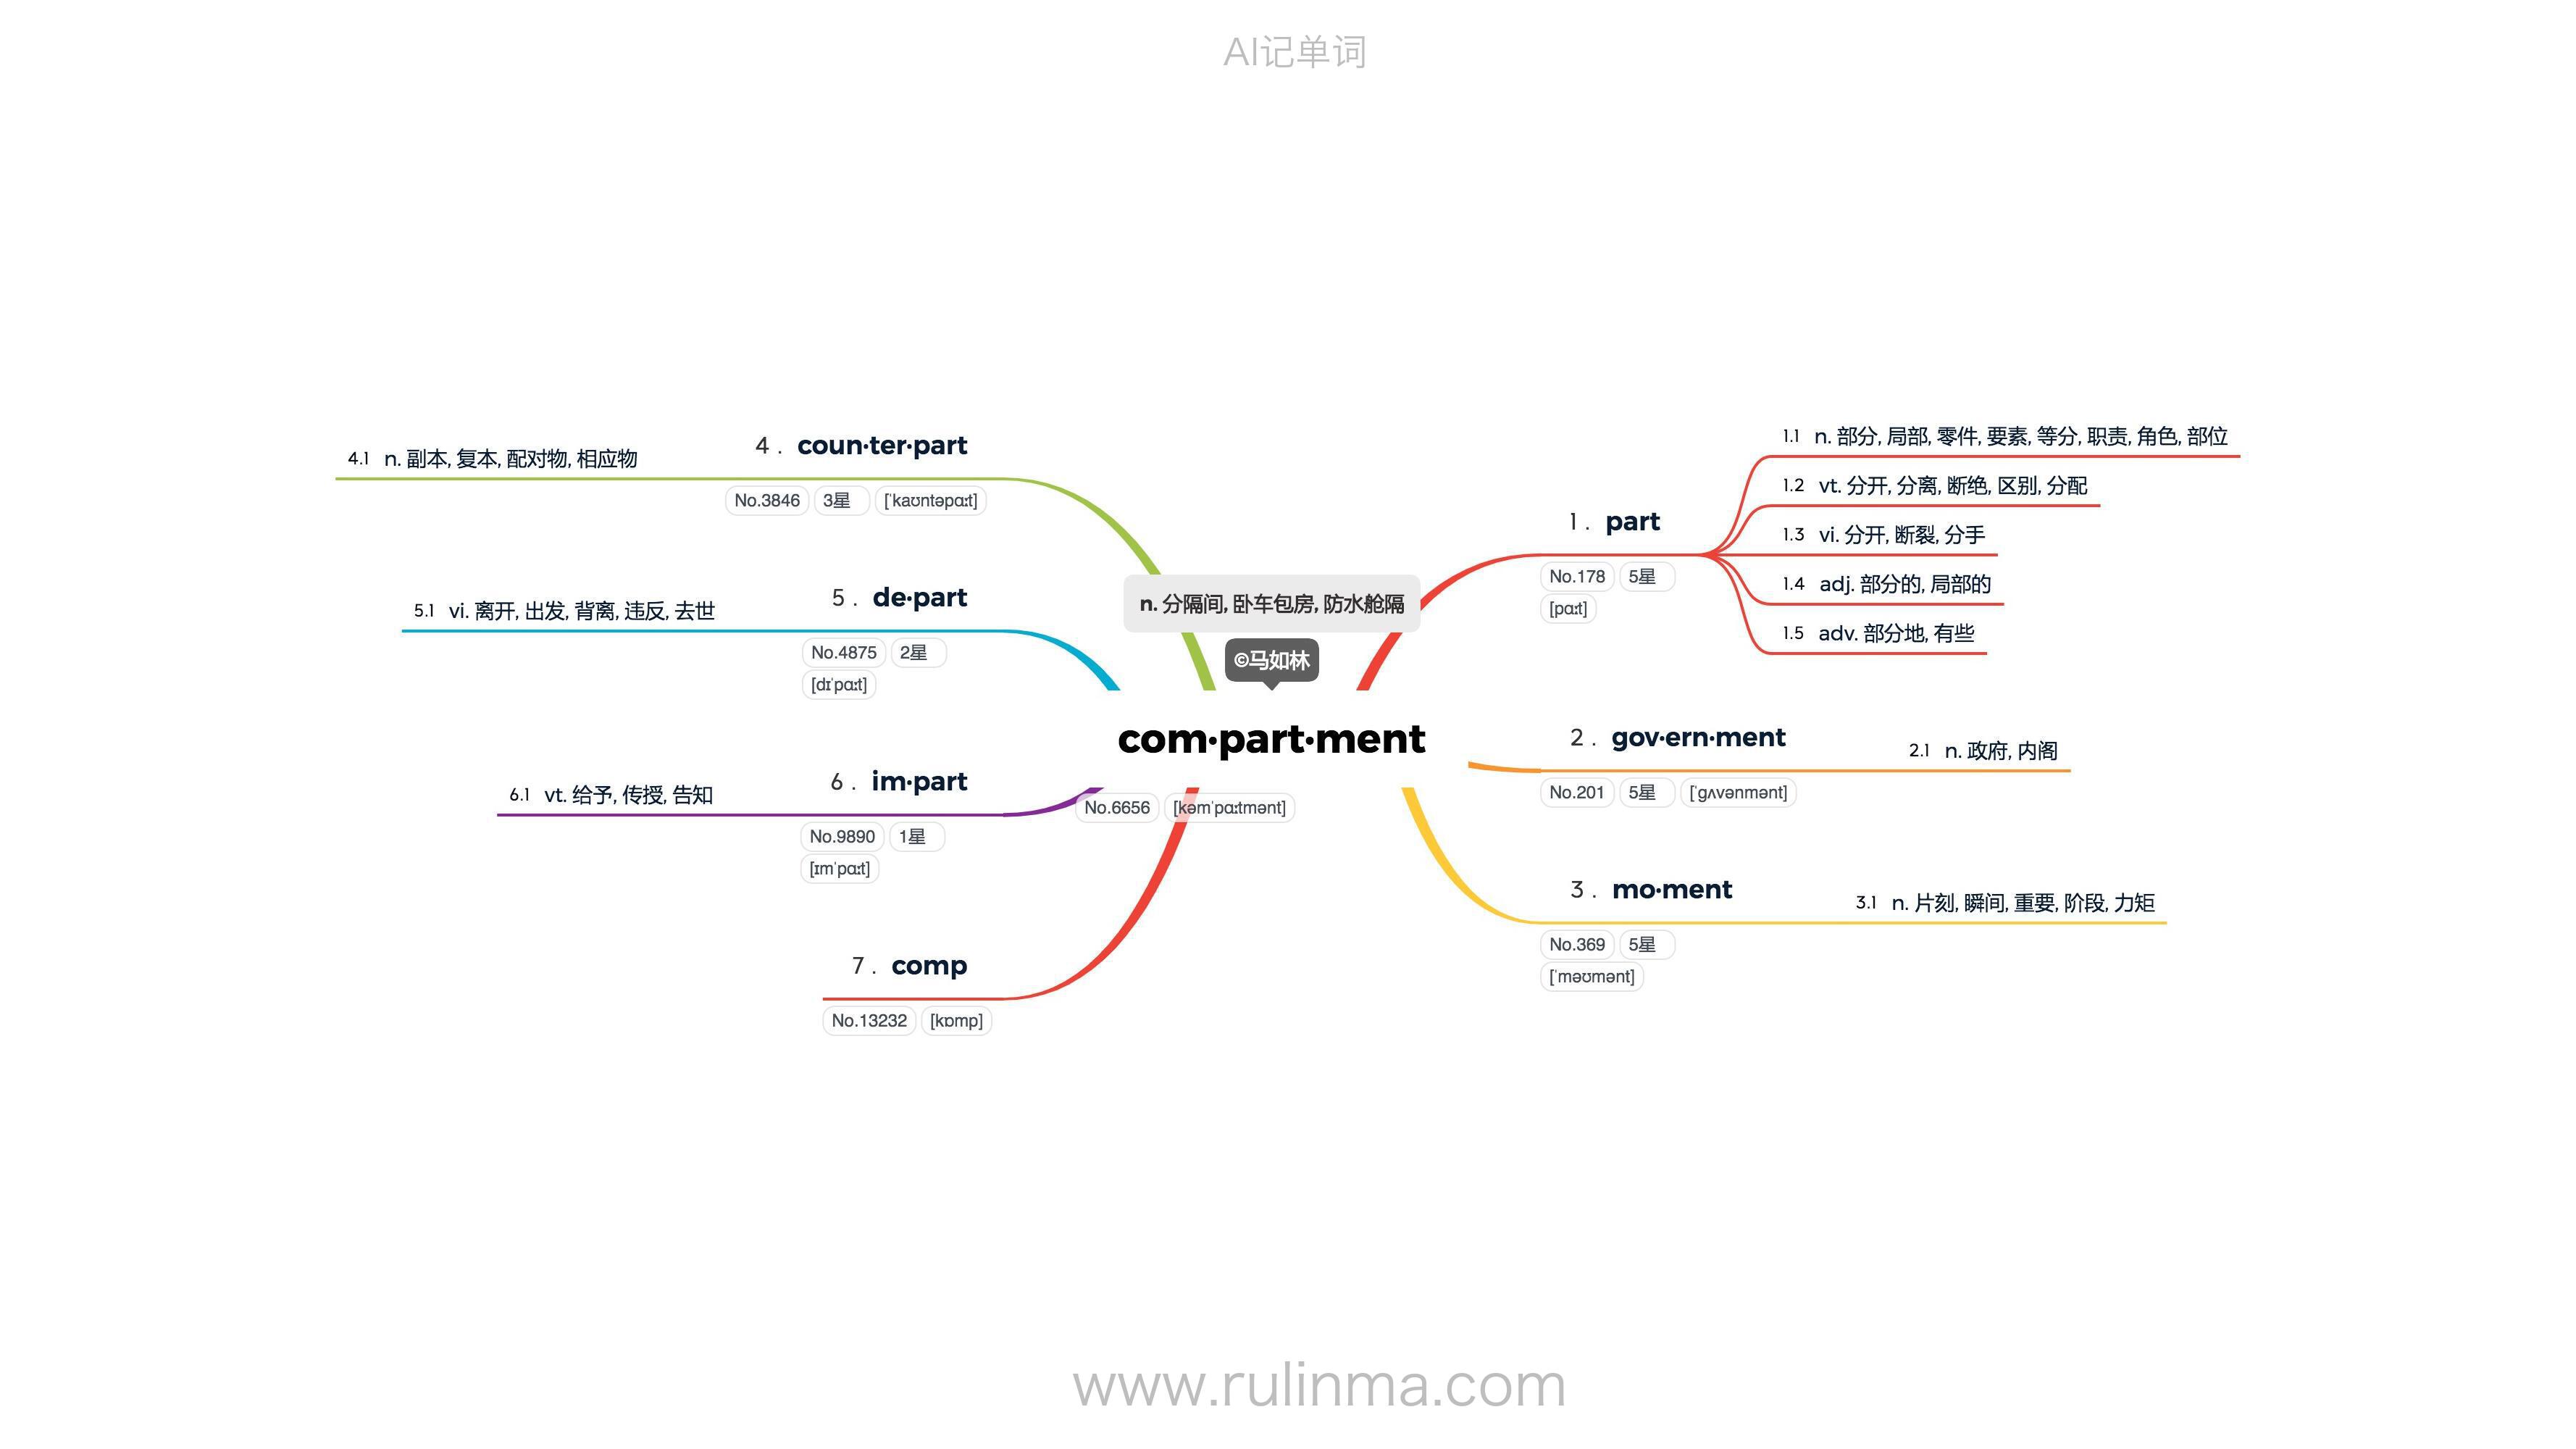 AI记单词
n. 分隔间, 卧车包房, 防水舱隔
©马如林
com·part·ment
No.6656 [kəmˈpɑːtmənt]
1 . part
No.178 5星
[pɑːt]
1.1 n. 部分, 局部, 零件, 要素, 等分, 职责, 角色, 部位
1.2 vt. 分开, 分离, 断绝, 区别, 分配
1.3 vi. 分开, 断裂, 分手
1.4 adj. 部分的, 局部的
1.5 adv. 部分地, 有些
2 . gov·ern·ment
No.201 5星 [ˈgʌvənmənt]
2.1 n. 政府, 内阁
3 . mo·ment
No.369 5星
[ˈməʊmənt]
3.1 n. 片刻, 瞬间, 重要, 阶段, 力矩
4 . coun·ter·part
No.3846 3星 [ˈkaʊntəpɑːt]
4.1 n. 副本, 复本, 配对物, 相应物
5 . de·part
No.4875 2星
[dɪˈpɑːt]
5.1 vi. 离开, 出发, 背离, 违反, 去世
6 . im·part
No.9890 1星
[ɪmˈpɑːt]
6.1 vt. 给予, 传授, 告知
7 . comp
No.13232 [kɒmp]
www.rulinma.com